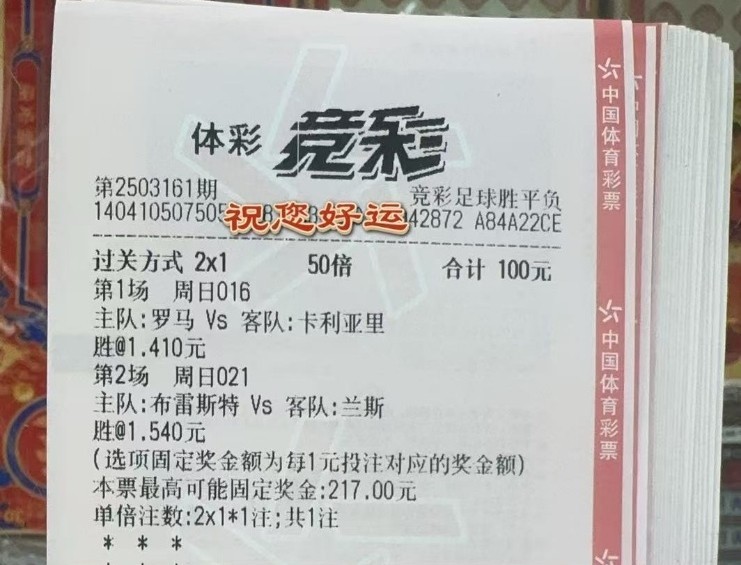 体彩 竞彩
第2503161期 竞彩足球胜平负
祝您好运
14041050750 42872 A84A22CE
过关方式 2x1 50倍 合计 100元
第1场 周日016
主队:罗马 Vs 客队:卡利亚里
胜@1.410元
第2场 周日021
主队:布雷斯特 Vs 客队:兰斯
胜@1.540元
(选项固定奖金额为每1元投注对应的奖金额)
本票最高可能固定奖金:217.00元
单倍注数:2x1*1注;共1注
* * *
中国体育彩票
中国体育彩票